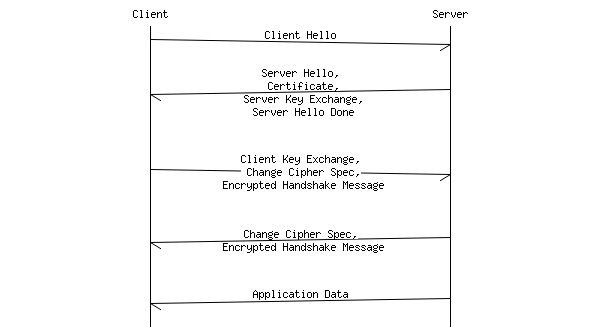 Client Server
Client Hello
Server Hello,
Certificate,
Server Key Exchange,
Server Hello Done
Client Key Exchange,
Change Cipher Spec,
Encrypted Handshake Message
Change Cipher Spec,
Encrypted Handshake Message
Application Data